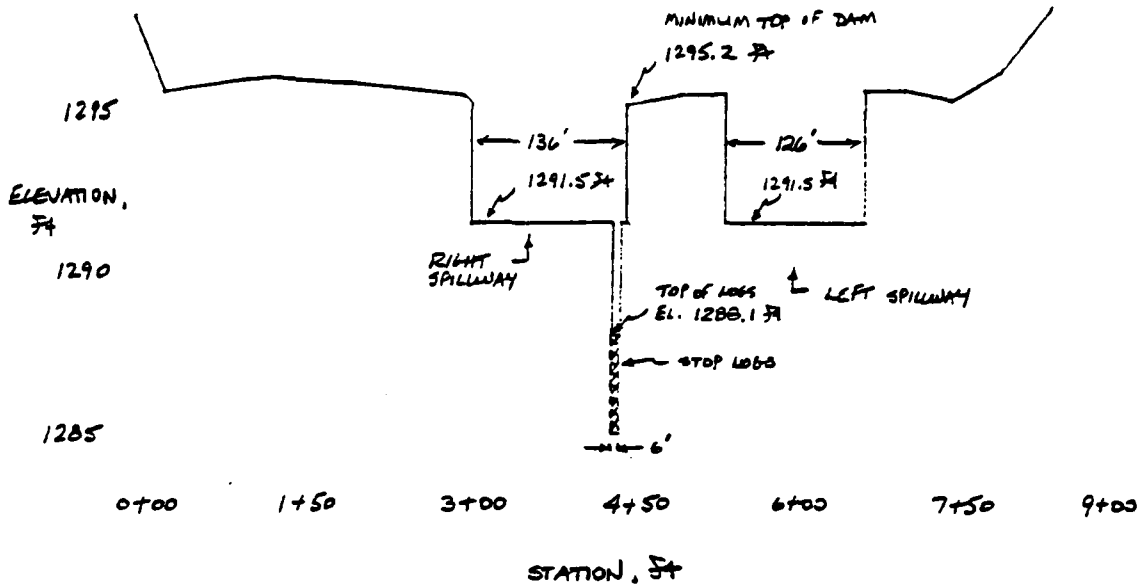 MINIMUM TOP OF DAM
1295.2 Ft
1295
136'
126'
1291.5 Ft
1291.5 Ft
ELEVATION,
Ft
1290
RIGHT
SPILLWAY
LEFT SPILLWAY
TOP OF LOGS
EL. 1288.1 Ft
STOP LOGS
1285
6'
0+00 1+50 3+00 4+50 6+00 7+50 9+00
STATION, Ft